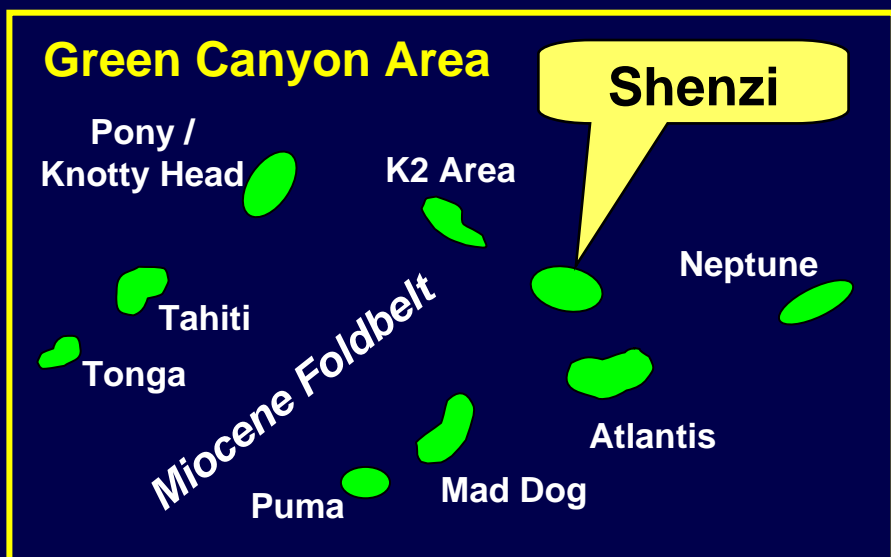 Green Canyon Area
Shenzi
Pony /
Knotty Head
K2 Area
Neptune
Tahiti
Tonga
Miocene Foldbelt
Atlantis
Mad Dog
Puma